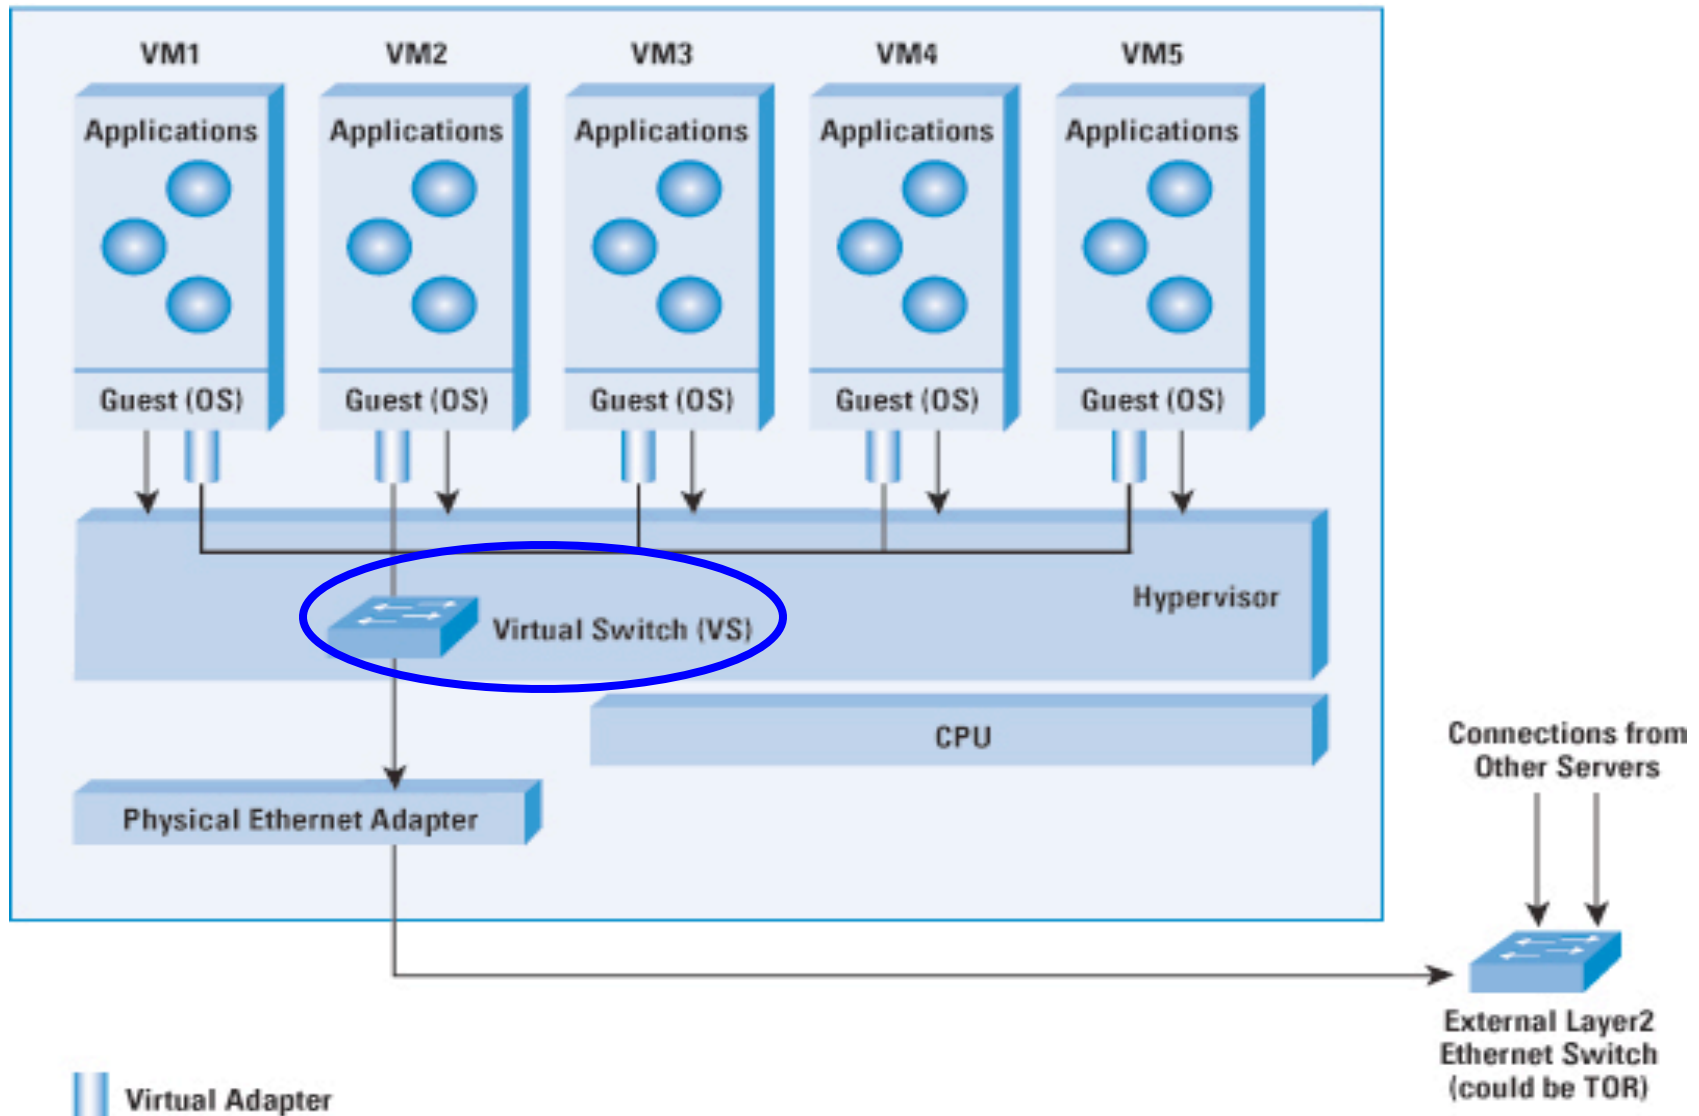 VM1 VM2 VM3 VM4 VM5
Applications Applications Applications Applications Applications
Guest (OS) Guest (OS) Guest (OS) Guest (OS) Guest (OS)
Hypervisor
Virtual Switch (VS)
CPU
Physical Ethernet Adapter
Connections from
Other Servers
External Layer2
Ethernet Switch
(could be TOR)
Virtual Adapter